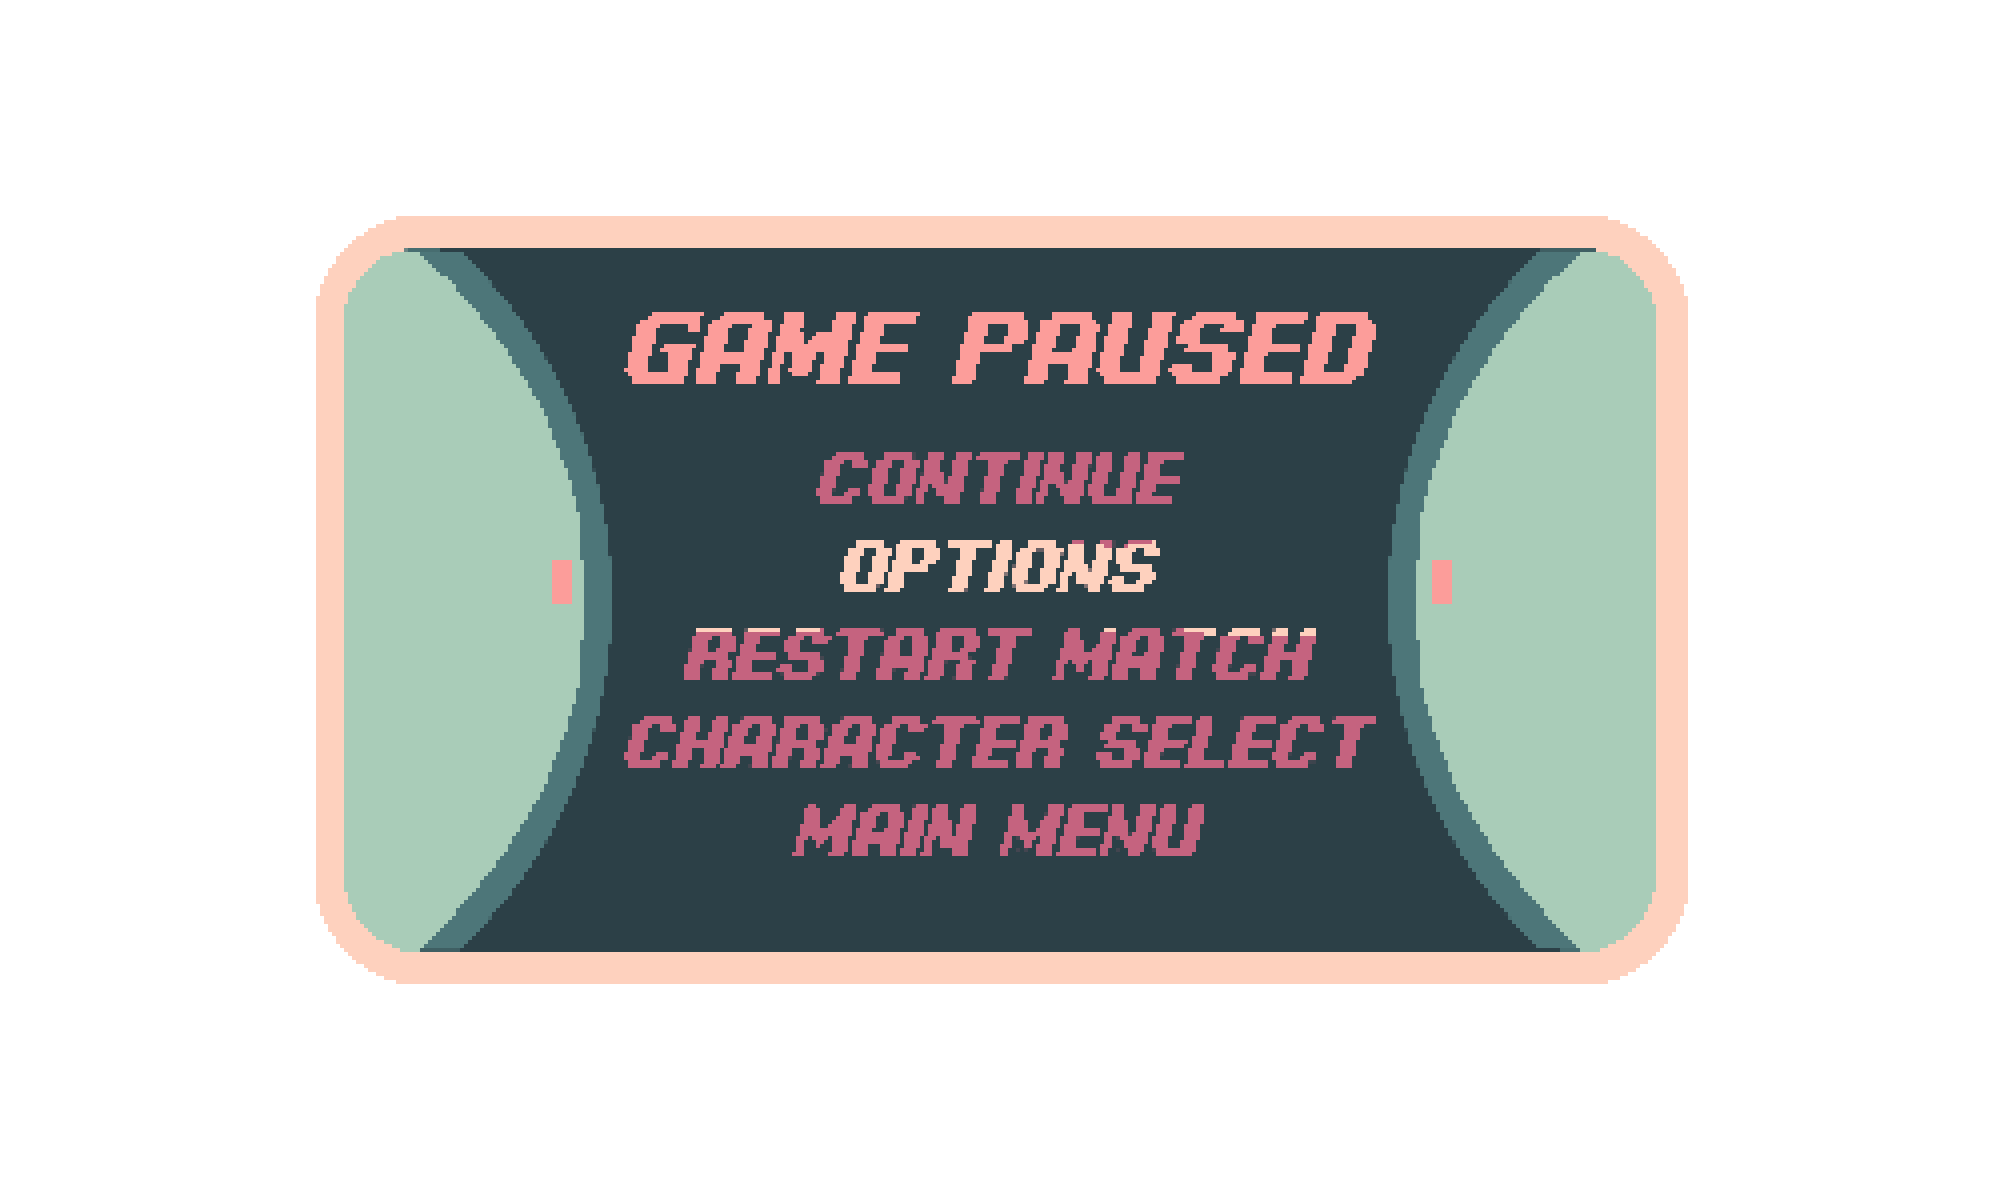 GAME PAUSED
CONTINUE
OPTIONS
RESTART MATCH
CHARACTER SELECT
MAIN MENU